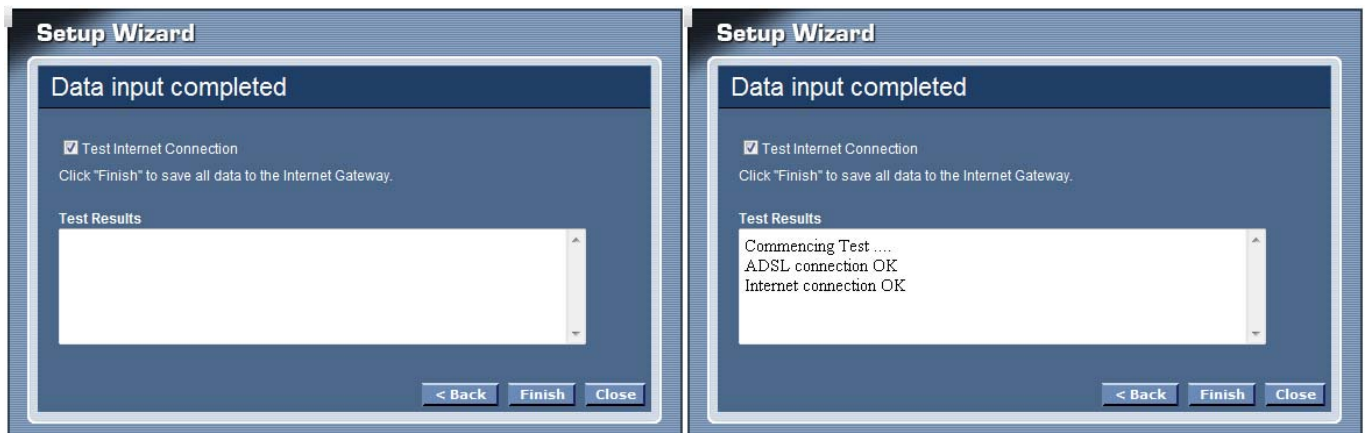 Setup Wizard
Data input completed
Test Internet Connection
Click "Finish" to save all data to the Internet Gateway.
Test Results
< Back Finish Close
Setup Wizard
Data input completed
Test Internet Connection
Click "Finish" to save all data to the Internet Gateway.
Test Results
Commencing Test ....
ADSL connection OK
Internet connection OK
< Back Finish Close